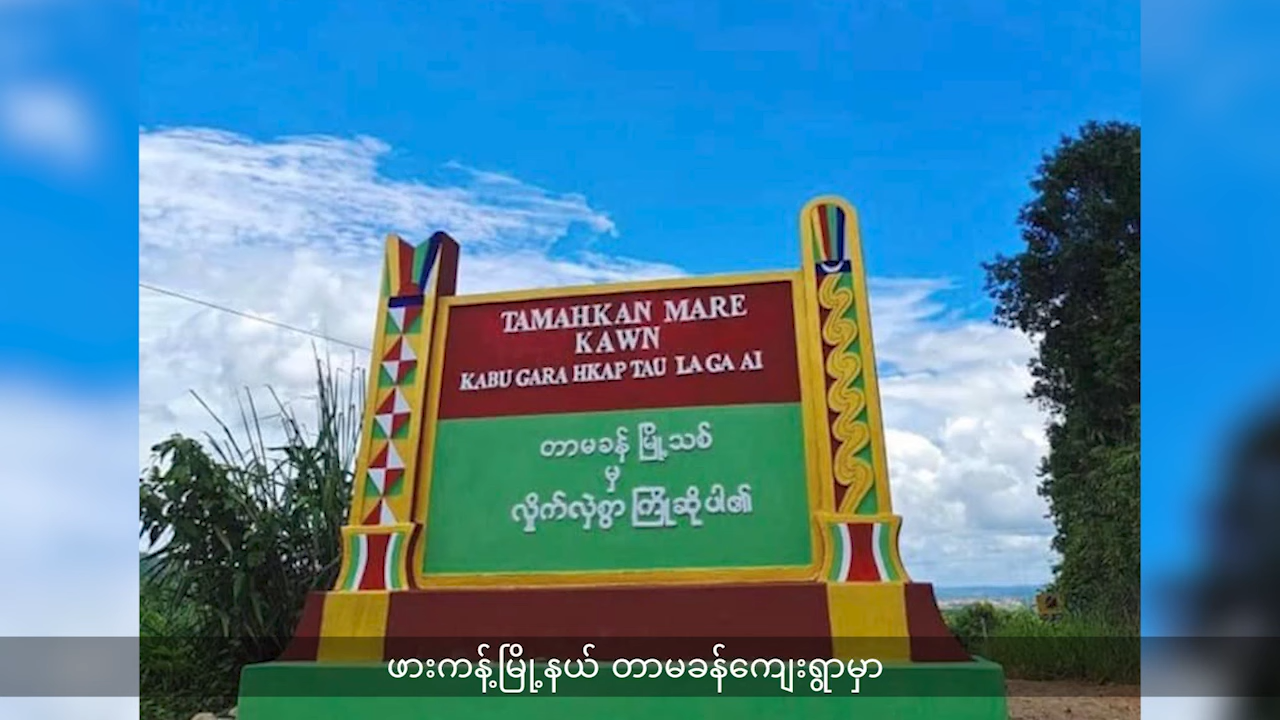 TAMAHKAN MARE
KAWN
KABU GARA HKAP TAU LA GA AI
တာမခန် မြို့သစ်
မှ
လှိုက်လှဲစွာ ကြိုဆိုပါ၏
ဖားကန့်မြို့နယ် တာမခန်ကျေးရွာမှာ